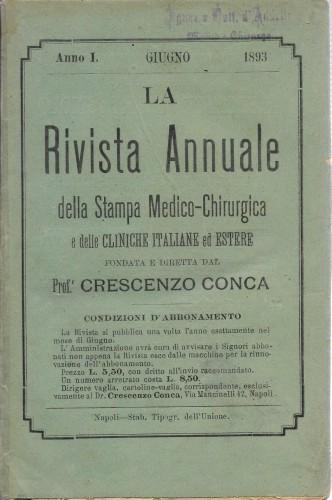 Anno I. GIUGNO 1893
LA
Rivista Annuale
della Stampa Medico-Chirurgica
e delle CLINICHE ITALIANE ed ESTERE
FONDATA E DIRETTA DAL
Prof.r CRESCENZO CONCA
CONDIZIONI D'ABBONAMENTO
La Rivista si pubblica una volta l'anno esattamente nel
mese di Giugno.
L'Amministrazione avrà cura di avvisare i Signori abbo-
nati non appena la Rivista esce dalle macchine per la rinno-
vazione dell'abbonamento.
Prezzo L. 5,50, con dritto all'invio raccomandato.
Un numero arretrato costa L. 8,50.
Dirigere vaglia, cartoline-vaglia, corrispondente, esclusi-
vamente al Dr. Crescenzo Conca, Via Mancinelli 42, Napoli.
Napoli—Stab. Tipogr. dell'Unione.